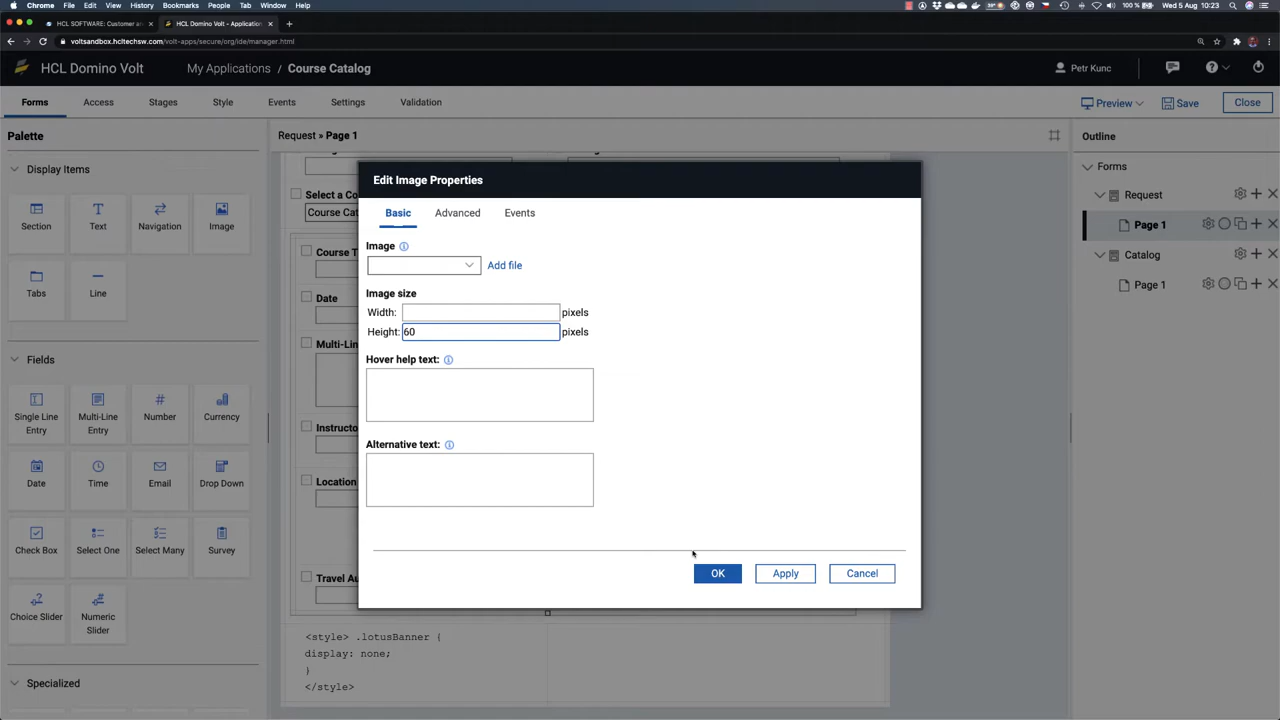 Chrome File Edit View History Bookmarks People Tab Window Help 100 % Wed 5 Aug 10:23
HCL SOFTWARE: Customer an HCL Domino Volt - Application
voltsandbox.hcltechsw.com/volt-apps/secure/org/ide/manager.html
HCL Domino Volt My Applications / Course Catalog Petr Kunc
Forms Access Stages Style Events Settings Validation Preview Save Close
Palette
Request » Page 1
Outline
Display Items
Section Text Navigation Image
Tabs Line
Fields
Single Line Entry Multi-Line Entry Number Currency
Date Time Email Drop Down
Check Box Select One Select Many Survey
Choice Slider Numeric Slider
Specialized
Select a Co
Course Cat
Course T
Date
Multi-Lin
Instructo
Location
Travel Au
<style> .lotusBanner {
display: none;
}
</style>
Edit Image Properties
Basic Advanced Events
Image
Add file
Image size
Width: pixels
Height: 60 pixels
Hover help text:
Alternative text:
OK Apply Cancel
Forms
Request
Page 1
Catalog
Page 1